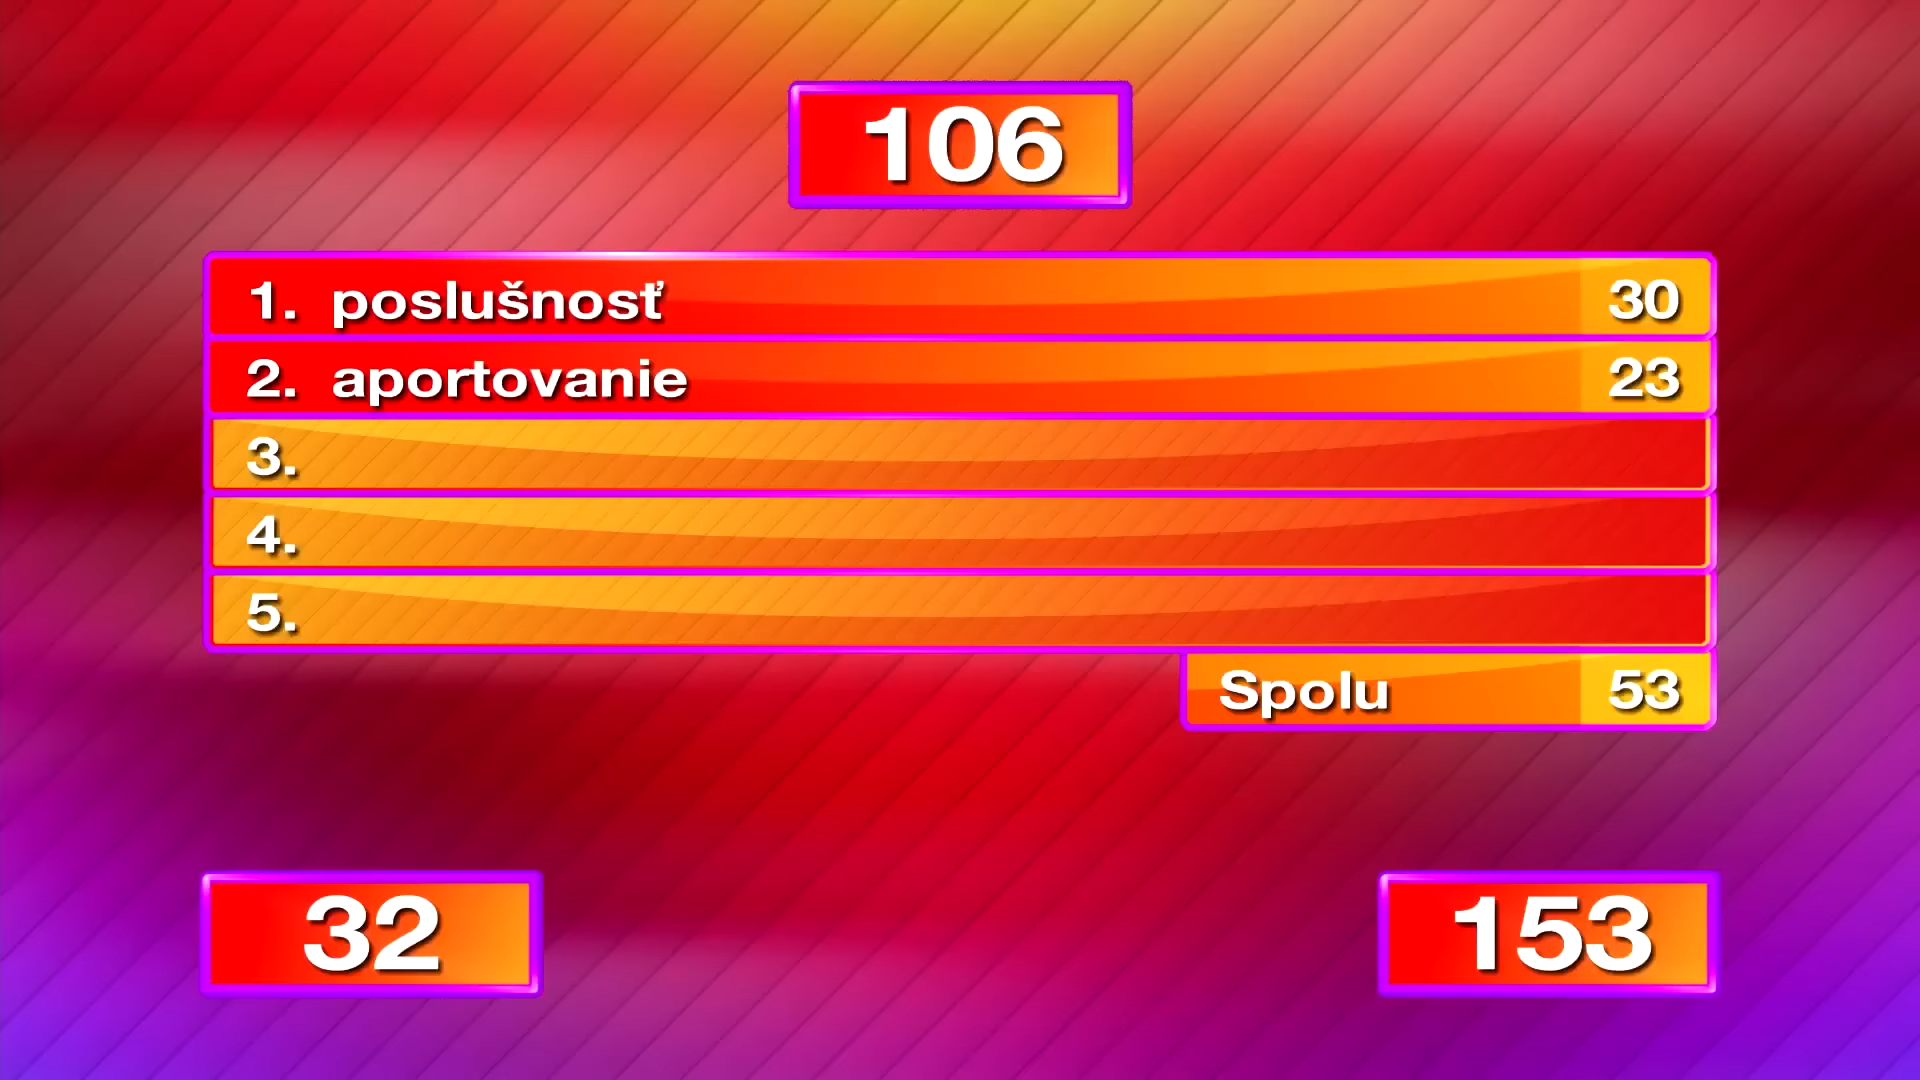 106
1. poslušnosť 30
2. aportovanie 23
3.
4.
5.
Spolu 53
32
153